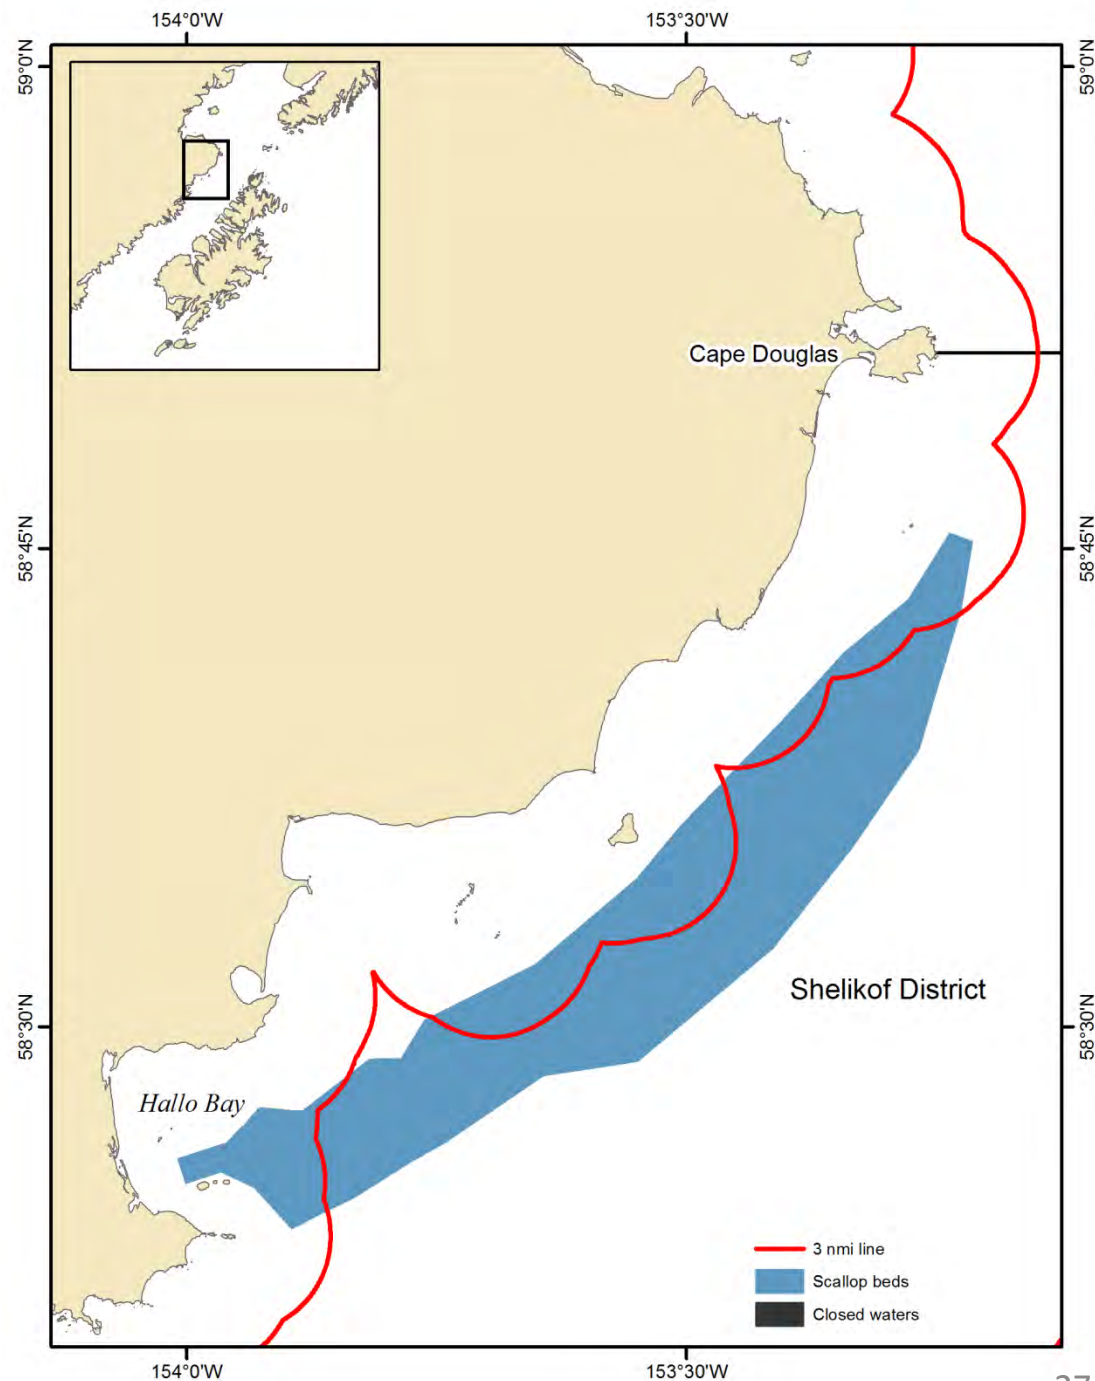 154°0'W 153°30'W
59°0'N 59°0'N
Cape Douglas
58°45'N 58°45'N
Shelikof District
58°30'N 58°30'N
Hallo Bay
3 nmi line
Scallop beds
Closed waters
154°0'W 153°30'W